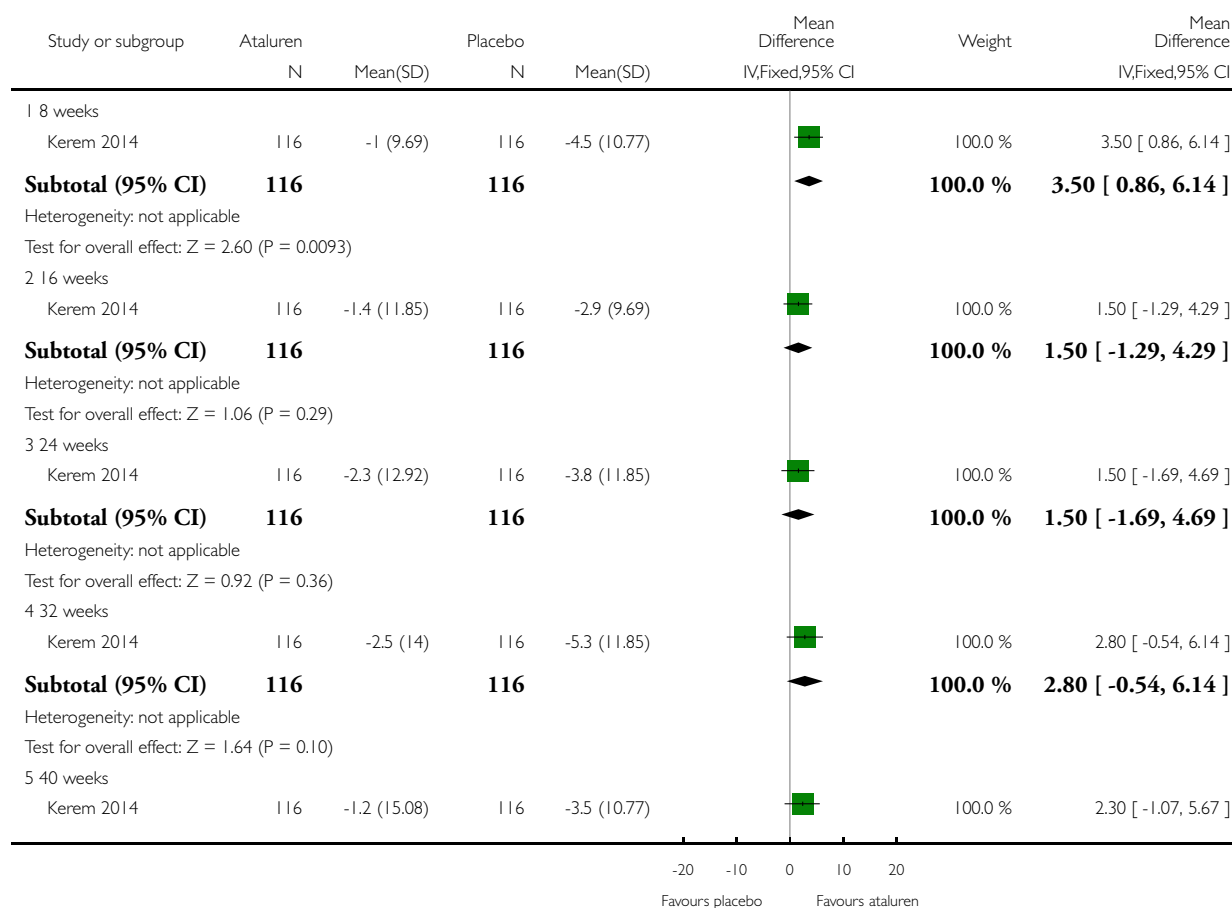 Mean Mean
Study or subgroup Ataluren Placebo Difference Weight Difference
N Mean(SD) N Mean(SD) IV,Fixed,95% CI IV,Fixed,95% CI
1 8 weeks
Kerem 2014 116 -1 (9.69) 116 -4.5 (10.77) 100.0 % 3.50 [ 0.86, 6.14 ]
Subtotal (95% CI) 116 116 100.0 % 3.50 [ 0.86, 6.14 ]
Heterogeneity: not applicable
Test for overall effect: Z = 2.60 (P = 0.0093)
2 16 weeks
Kerem 2014 116 -1.4 (11.85) 116 -2.9 (9.69) 100.0 % 1.50 [ -1.29, 4.29 ]
Subtotal (95% CI) 116 116 100.0 % 1.50 [ -1.29, 4.29 ]
Heterogeneity: not applicable
Test for overall effect: Z = 1.06 (P = 0.29)
3 24 weeks
Kerem 2014 116 -2.3 (12.92) 116 -3.8 (11.85) 100.0 % 1.50 [ -1.69, 4.69 ]
Subtotal (95% CI) 116 116 100.0 % 1.50 [ -1.69, 4.69 ]
Heterogeneity: not applicable
Test for overall effect: Z = 0.92 (P = 0.36)
4 32 weeks
Kerem 2014 116 -2.5 (14) 116 -5.3 (11.85) 100.0 % 2.80 [ -0.54, 6.14 ]
Subtotal (95% CI) 116 116 100.0 % 2.80 [ -0.54, 6.14 ]
Heterogeneity: not applicable
Test for overall effect: Z = 1.64 (P = 0.10)
5 40 weeks
Kerem 2014 116 -1.2 (15.08) 116 -3.5 (10.77) 100.0 % 2.30 [ -1.07, 5.67 ]
-20 -10 0 10 20
Favours placebo Favours ataluren